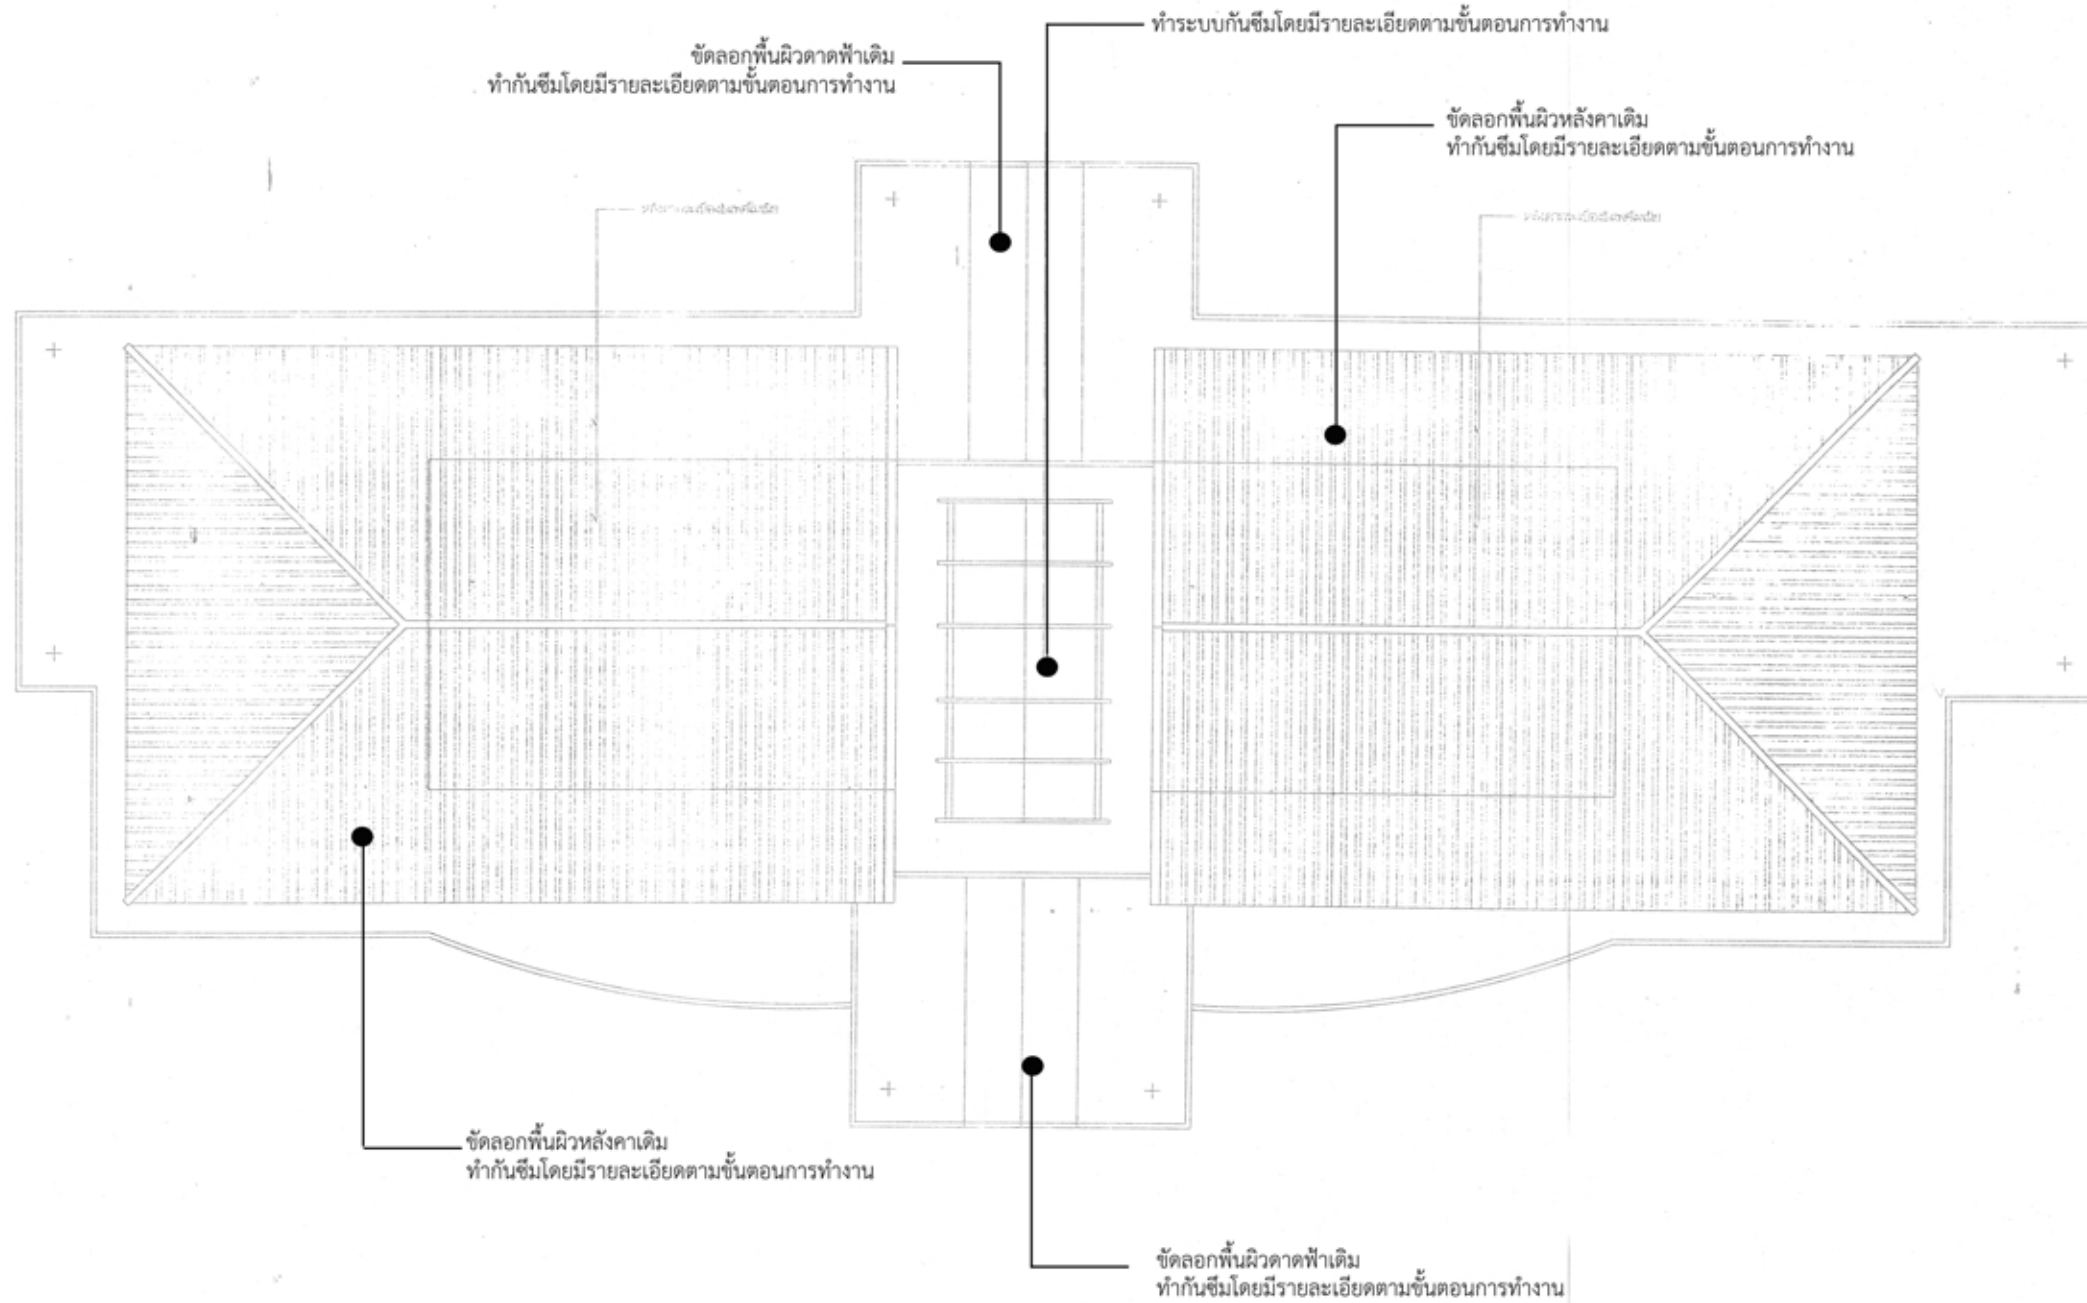 ทำระบบกันซึมโดยมีรายละเอียดตามขั้นตอนการทำงาน
ขัดลอกพื้นผิวดาดฟ้าเดิม
ทำกันซึมโดยมีรายละเอียดตามขั้นตอนการทำงาน
ขัดลอกพื้นผิวหลังคาเดิม
ทำกันซึมโดยมีรายละเอียดตามขั้นตอนการทำงาน
ขัดลอกพื้นผิวหลังคาเดิม
ทำกันซึมโดยมีรายละเอียดตามขั้นตอนการทำงาน
ขัดลอกพื้นผิวดาดฟ้าเดิม
ทำกันซึมโดยมีรายละเอียดตามขั้นตอนการทำงาน